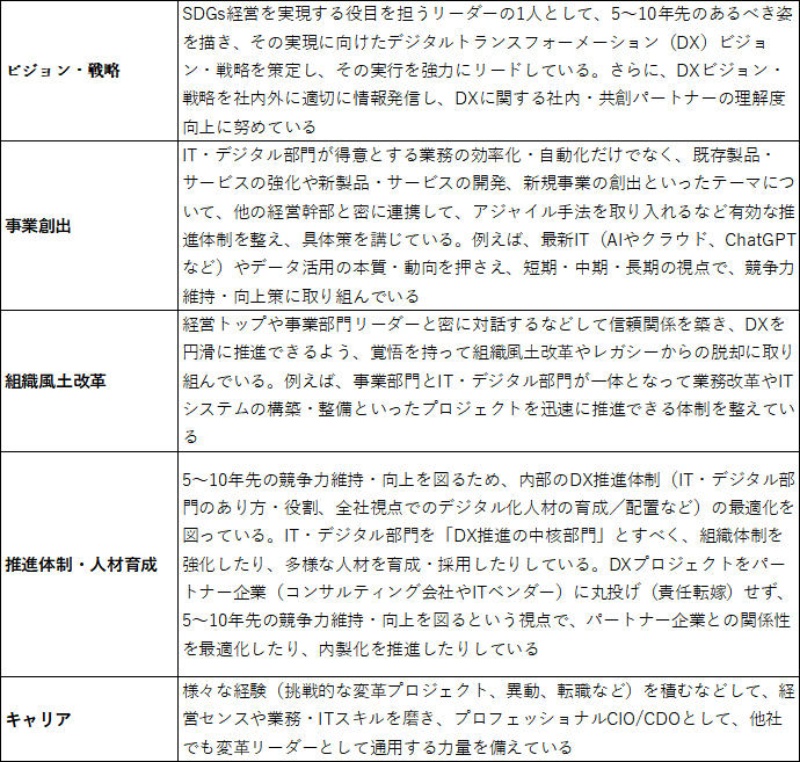 ビジョン・戦略
SDGs経営を実現する役目を担うリーダーの1人として、5～10年先のあるべき姿
を描き、その実現に向けたデジタルトランスフォーメーション（DX）ビジョ
ン・戦略を策定し、その実行を強力にリードしている。さらに、DXビジョン・
戦略を社内外に適切に情報発信し、DXに関する社内・共創パートナーの理解度
向上に努めている
事業創出
IT・デジタル部門が得意とする業務の効率化・自動化だけでなく、既存製品・
サービスの強化や新製品・サービスの開発、新規事業の創出といったテーマにつ
いて、他の経営幹部と密に連携して、アジャイル手法を取り入れるなど有効な推
進体制を整え、具体策を講じている。例えば、最新IT（AIやクラウド、ChatGPT
など）やデータ活用の本質・動向を押さえ、短期・中期・長期の視点で、競争力
維持・向上策に取り組んでいる
組織風土改革
経営トップや事業部門リーダーと密に対話するなどして信頼関係を築き、DXを
円滑に推進できるよう、覚悟を持って組織風土改革やレガシーからの脱却に取り
組んでいる。例えば、事業部門とIT・デジタル部門が一体となって業務改革やIT
システムの構築・整備といったプロジェクトを迅速に推進できる体制を整えてい
る
推進体制・人材育成
5～10年先の競争力維持・向上を図るため、内部のDX推進体制（IT・デジタル部
門のあり方・役割、全社視点でのデジタル化人材の育成／配置など）の最適化を
図っている。IT・デジタル部門を「DX推進の中核部門」とすべく、組織体制を
強化したり、多様な人材を育成・採用したりしている。DXプロジェクトをパー
トナー企業（コンサルティング会社やITベンダー）に丸投げ（責任転嫁）せず、
5～10年先の競争力維持・向上を図るという視点で、パートナー企業との関係性
を最適化したり、内製化を推進したりしている
キャリア
様々な経験（挑戦的な変革プロジェクト、異動、転職など）を積むなどして、経
営センスや業務・ITスキルを磨き、プロフェッショナルCIO/CDOとして、他社
でも変革リーダーとして通用する力量を備えている